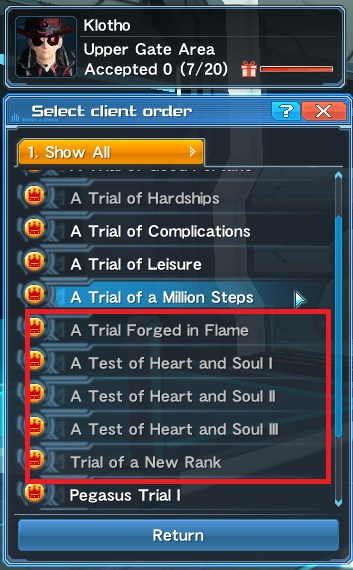 Klotho
Upper Gate Area
Accepted 0 (7/20)
Select client order
?
1. Show All
A Trial of Hardships
A Trial of Complications
A Trial of Leisure
A Trial of a Million Steps
A Trial Forged in Flame
A Test of Heart and Soul I
A Test of Heart and Soul II
A Test of Heart and Soul III
Trial of a New Rank
Pegasus Trial I
Return